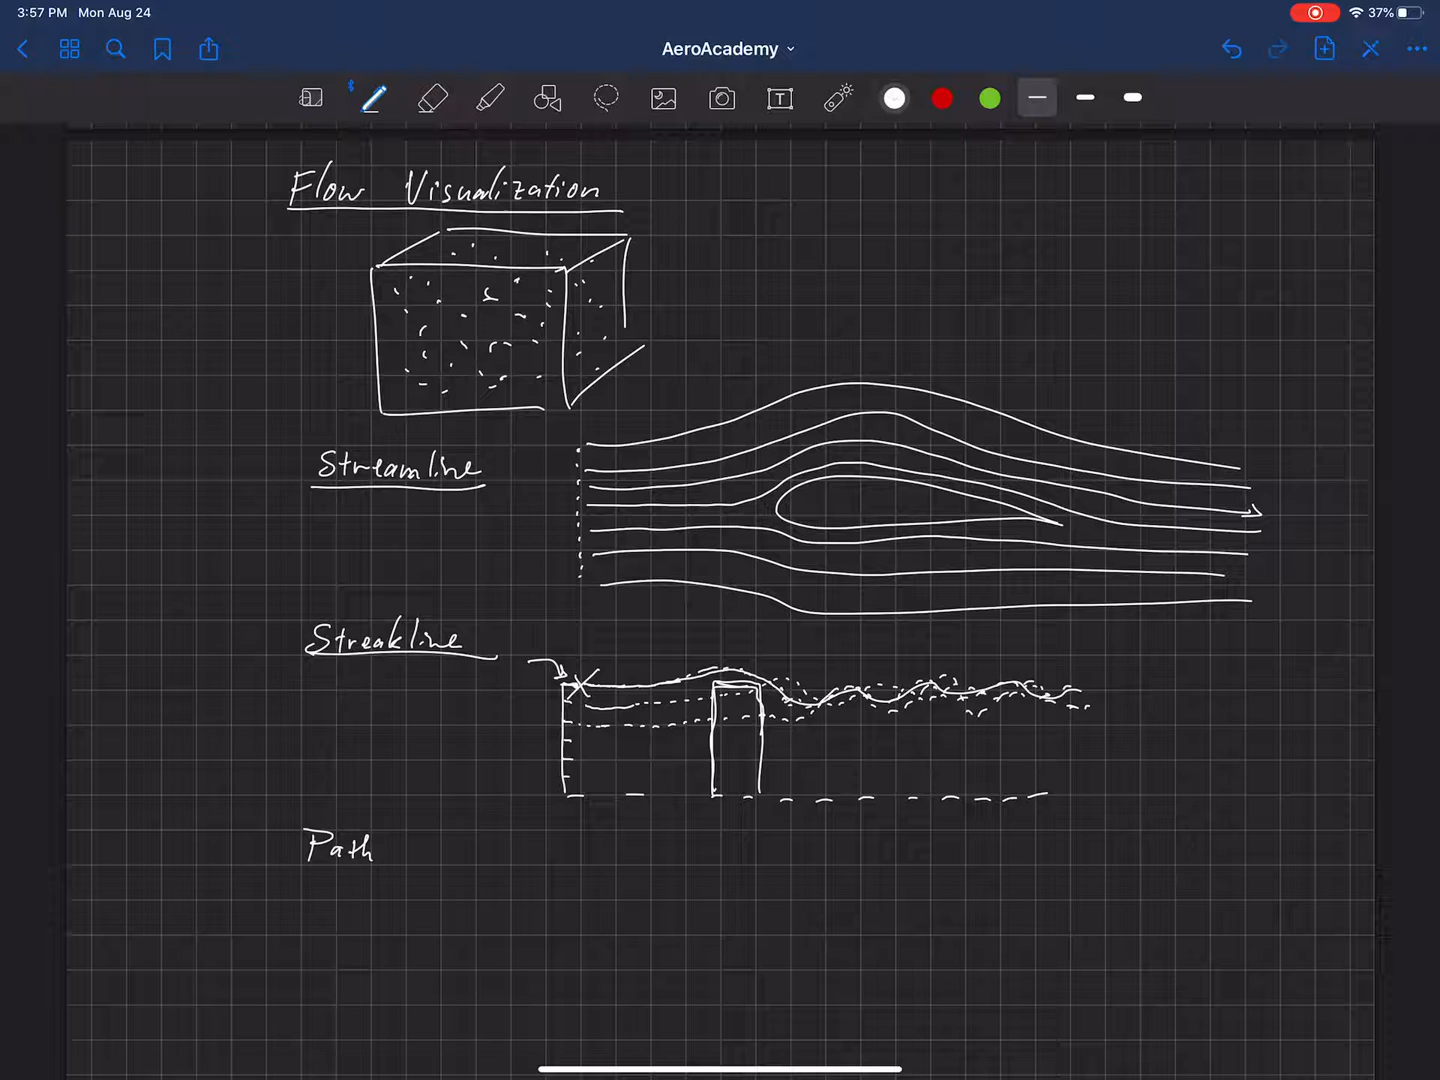 3:57 PM Mon Aug 24
37%
AeroAcademy
T
Flow Visualization
Streamline
Streakline
Path